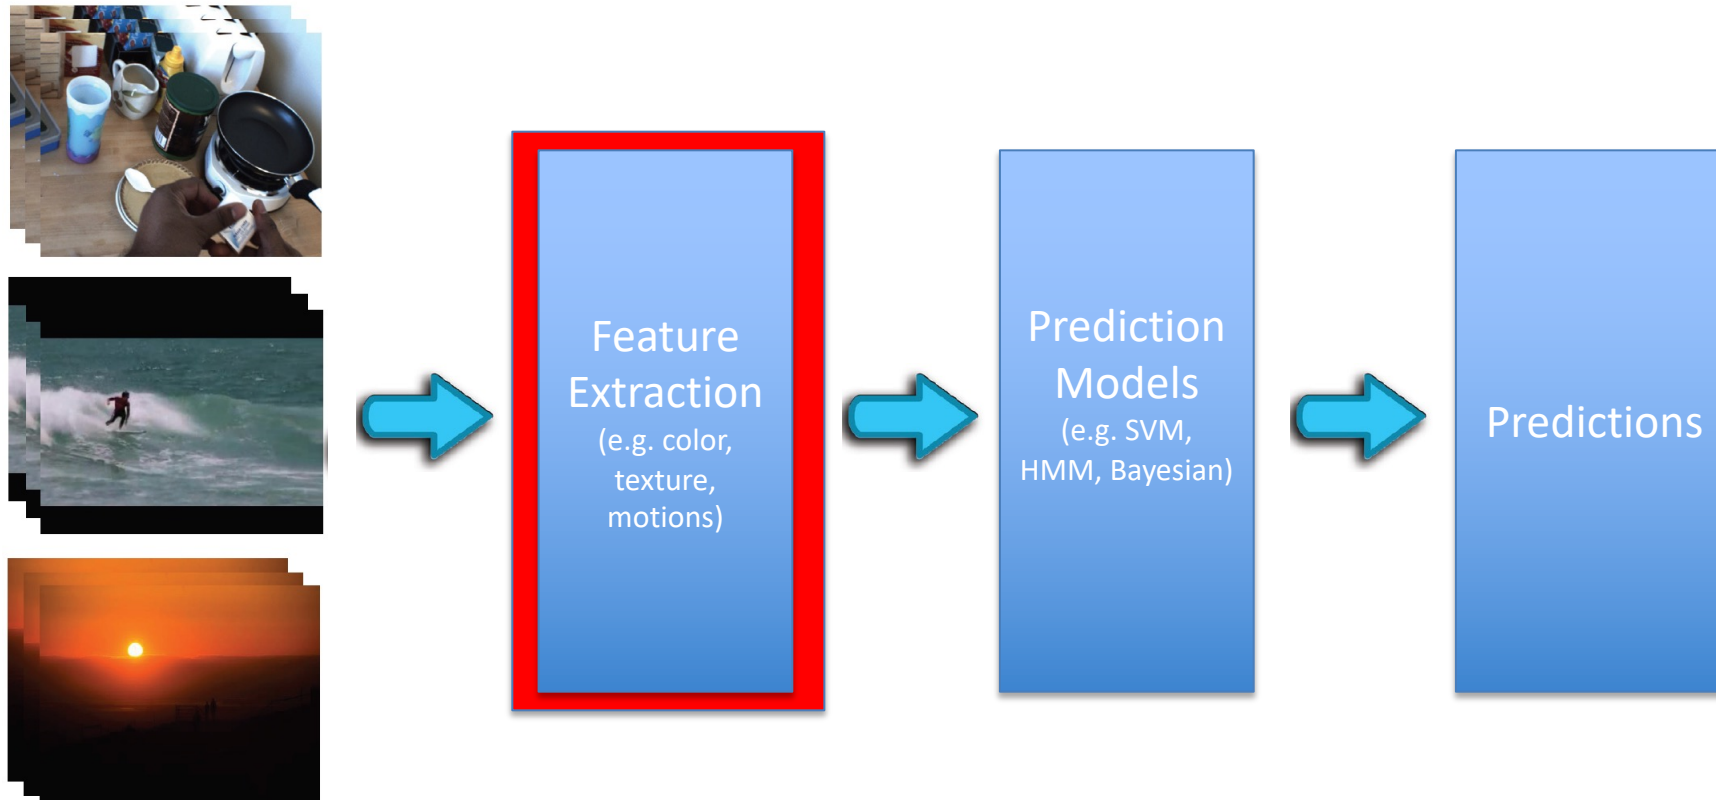 Feature
Extraction
(e.g. color,
texture,
motions)
Prediction
Models
(e.g. SVM,
HMM, Bayesian)
Predictions